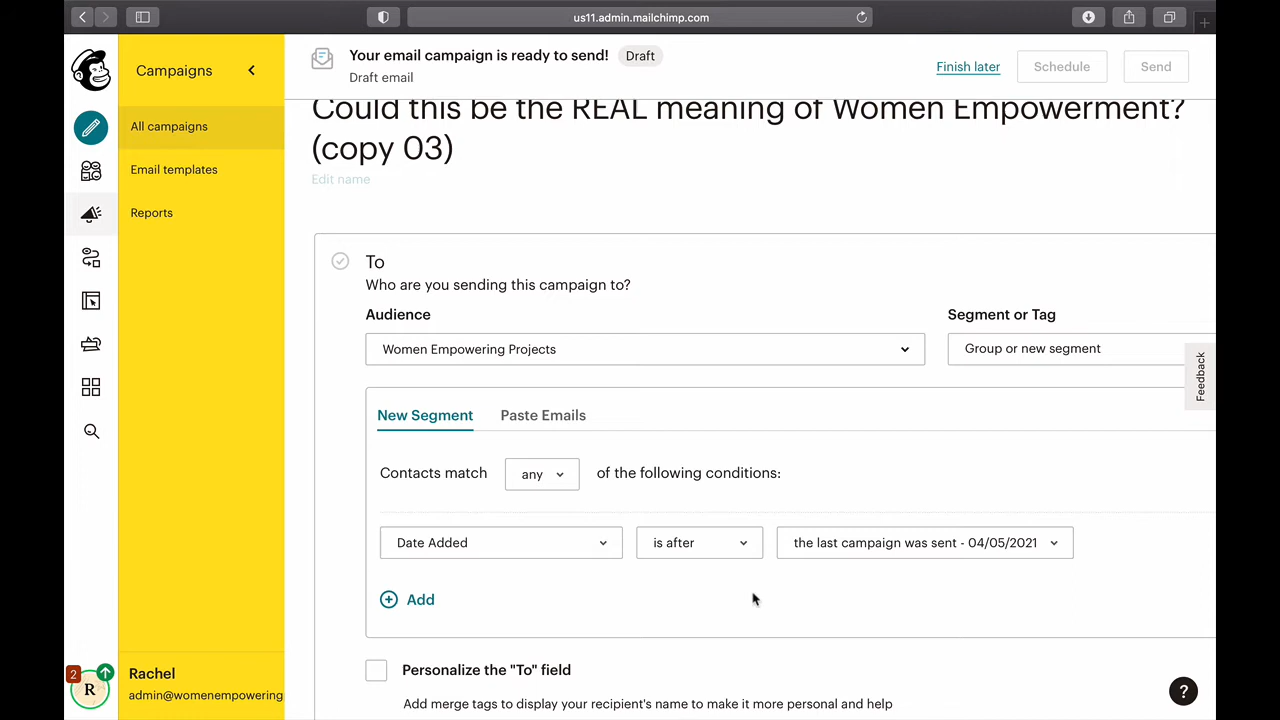 us11.admin.mailchimp.com
Campaigns
All campaigns
Email templates
Reports
2
R
Rachel
admin@womenempowering
Your email campaign is ready to send!
Draft
Draft email
Finish later
Schedule
Send
Could this be the REAL meaning of Women Empowerment?
(copy 03)
Edit name
To
Who are you sending this campaign to?
Audience
Segment or Tag
Women Empowering Projects
Group or new segment
Feedback
New Segment
Paste Emails
Contacts match
any
of the following conditions:
Date Added
is after
the last campaign was sent - 04/05/2021
Add
Personalize the "To" field
Add merge tags to display your recipient's name to make it more personal and help
?